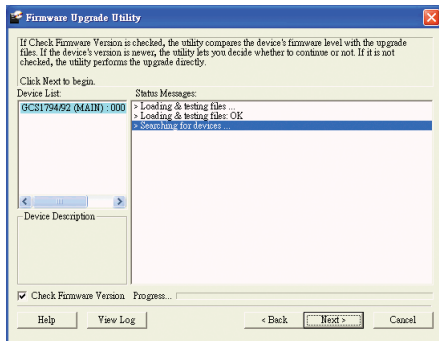 Firmware Upgrade Utility
If Check Firmware Version is checked, the utility compares the device's firmware level with the upgrade
files. If the device's version is newer, the utility lets you decide whether to continue or not. If it is not
checked, the utility performs the upgrade directly.
Click Next to begin.
Device List:
Status Messages:
GCS1794/92 (MAIN) : 000
> Loading & testing files ...
> Loading & testing files: OK
> Searching for devices ...
Device Description
Check Firmware Version
Progress...
Help
View Log
< Back
Next >
Cancel